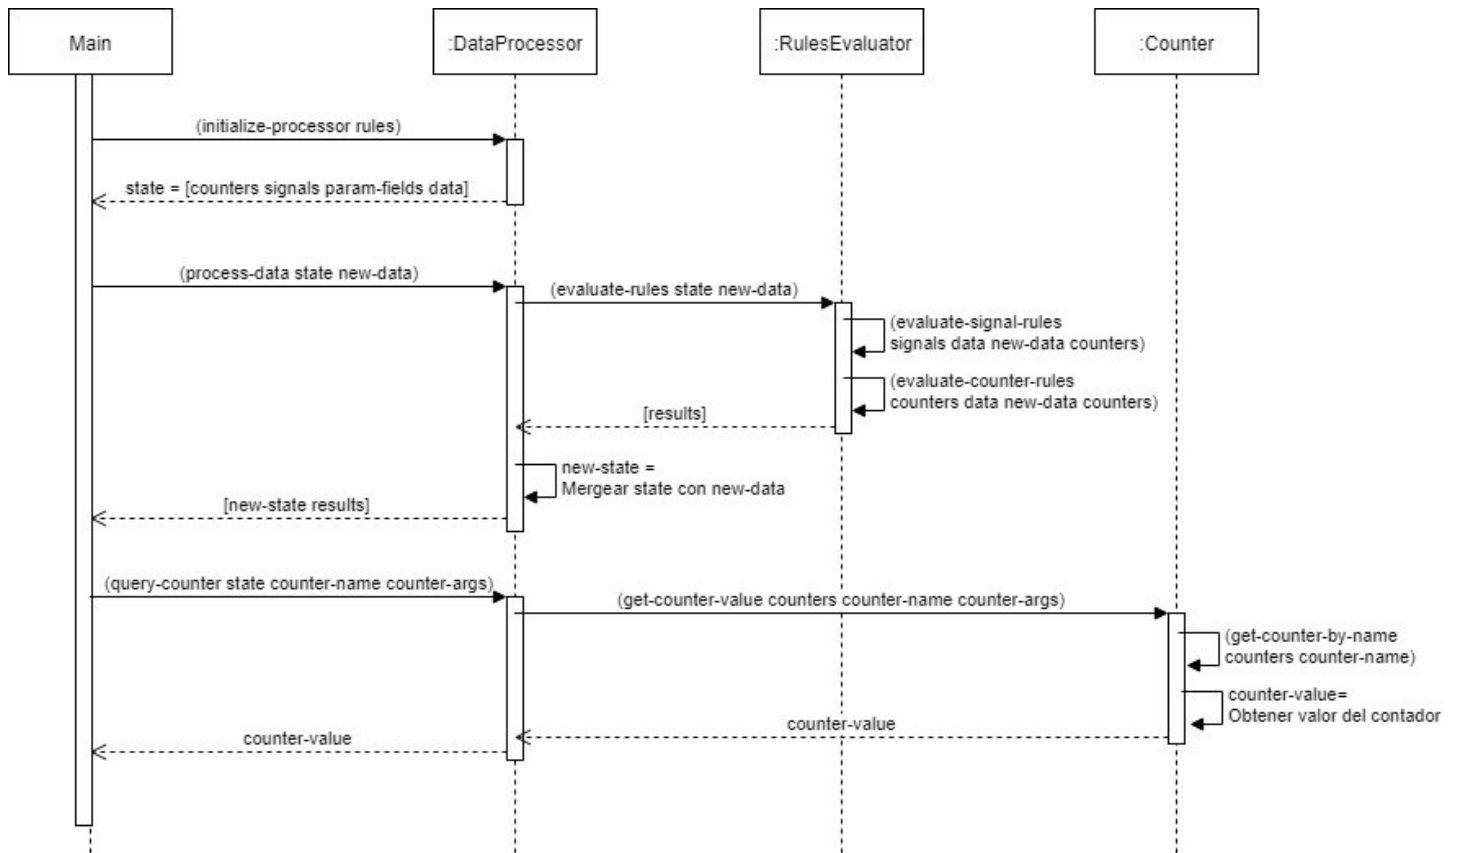 Main
:DataProcessor
:RulesEvaluator
:Counter
(initialize-processor rules)
state = [counters signals param-fields data]
(process-data state new-data)
(evaluate-rules state new-data)
(evaluate-signal-rules
signals data new-data counters)
(evaluate-counter-rules
counters data new-data counters)
[results]
new-state =
Mergear state con new-data
[new-state results]
(query-counter state counter-name counter-args)
(get-counter-value counters counter-name counter-args)
(get-counter-by-name
counters counter-name)
counter-value=
Obtener valor del contador
counter-value
counter-value